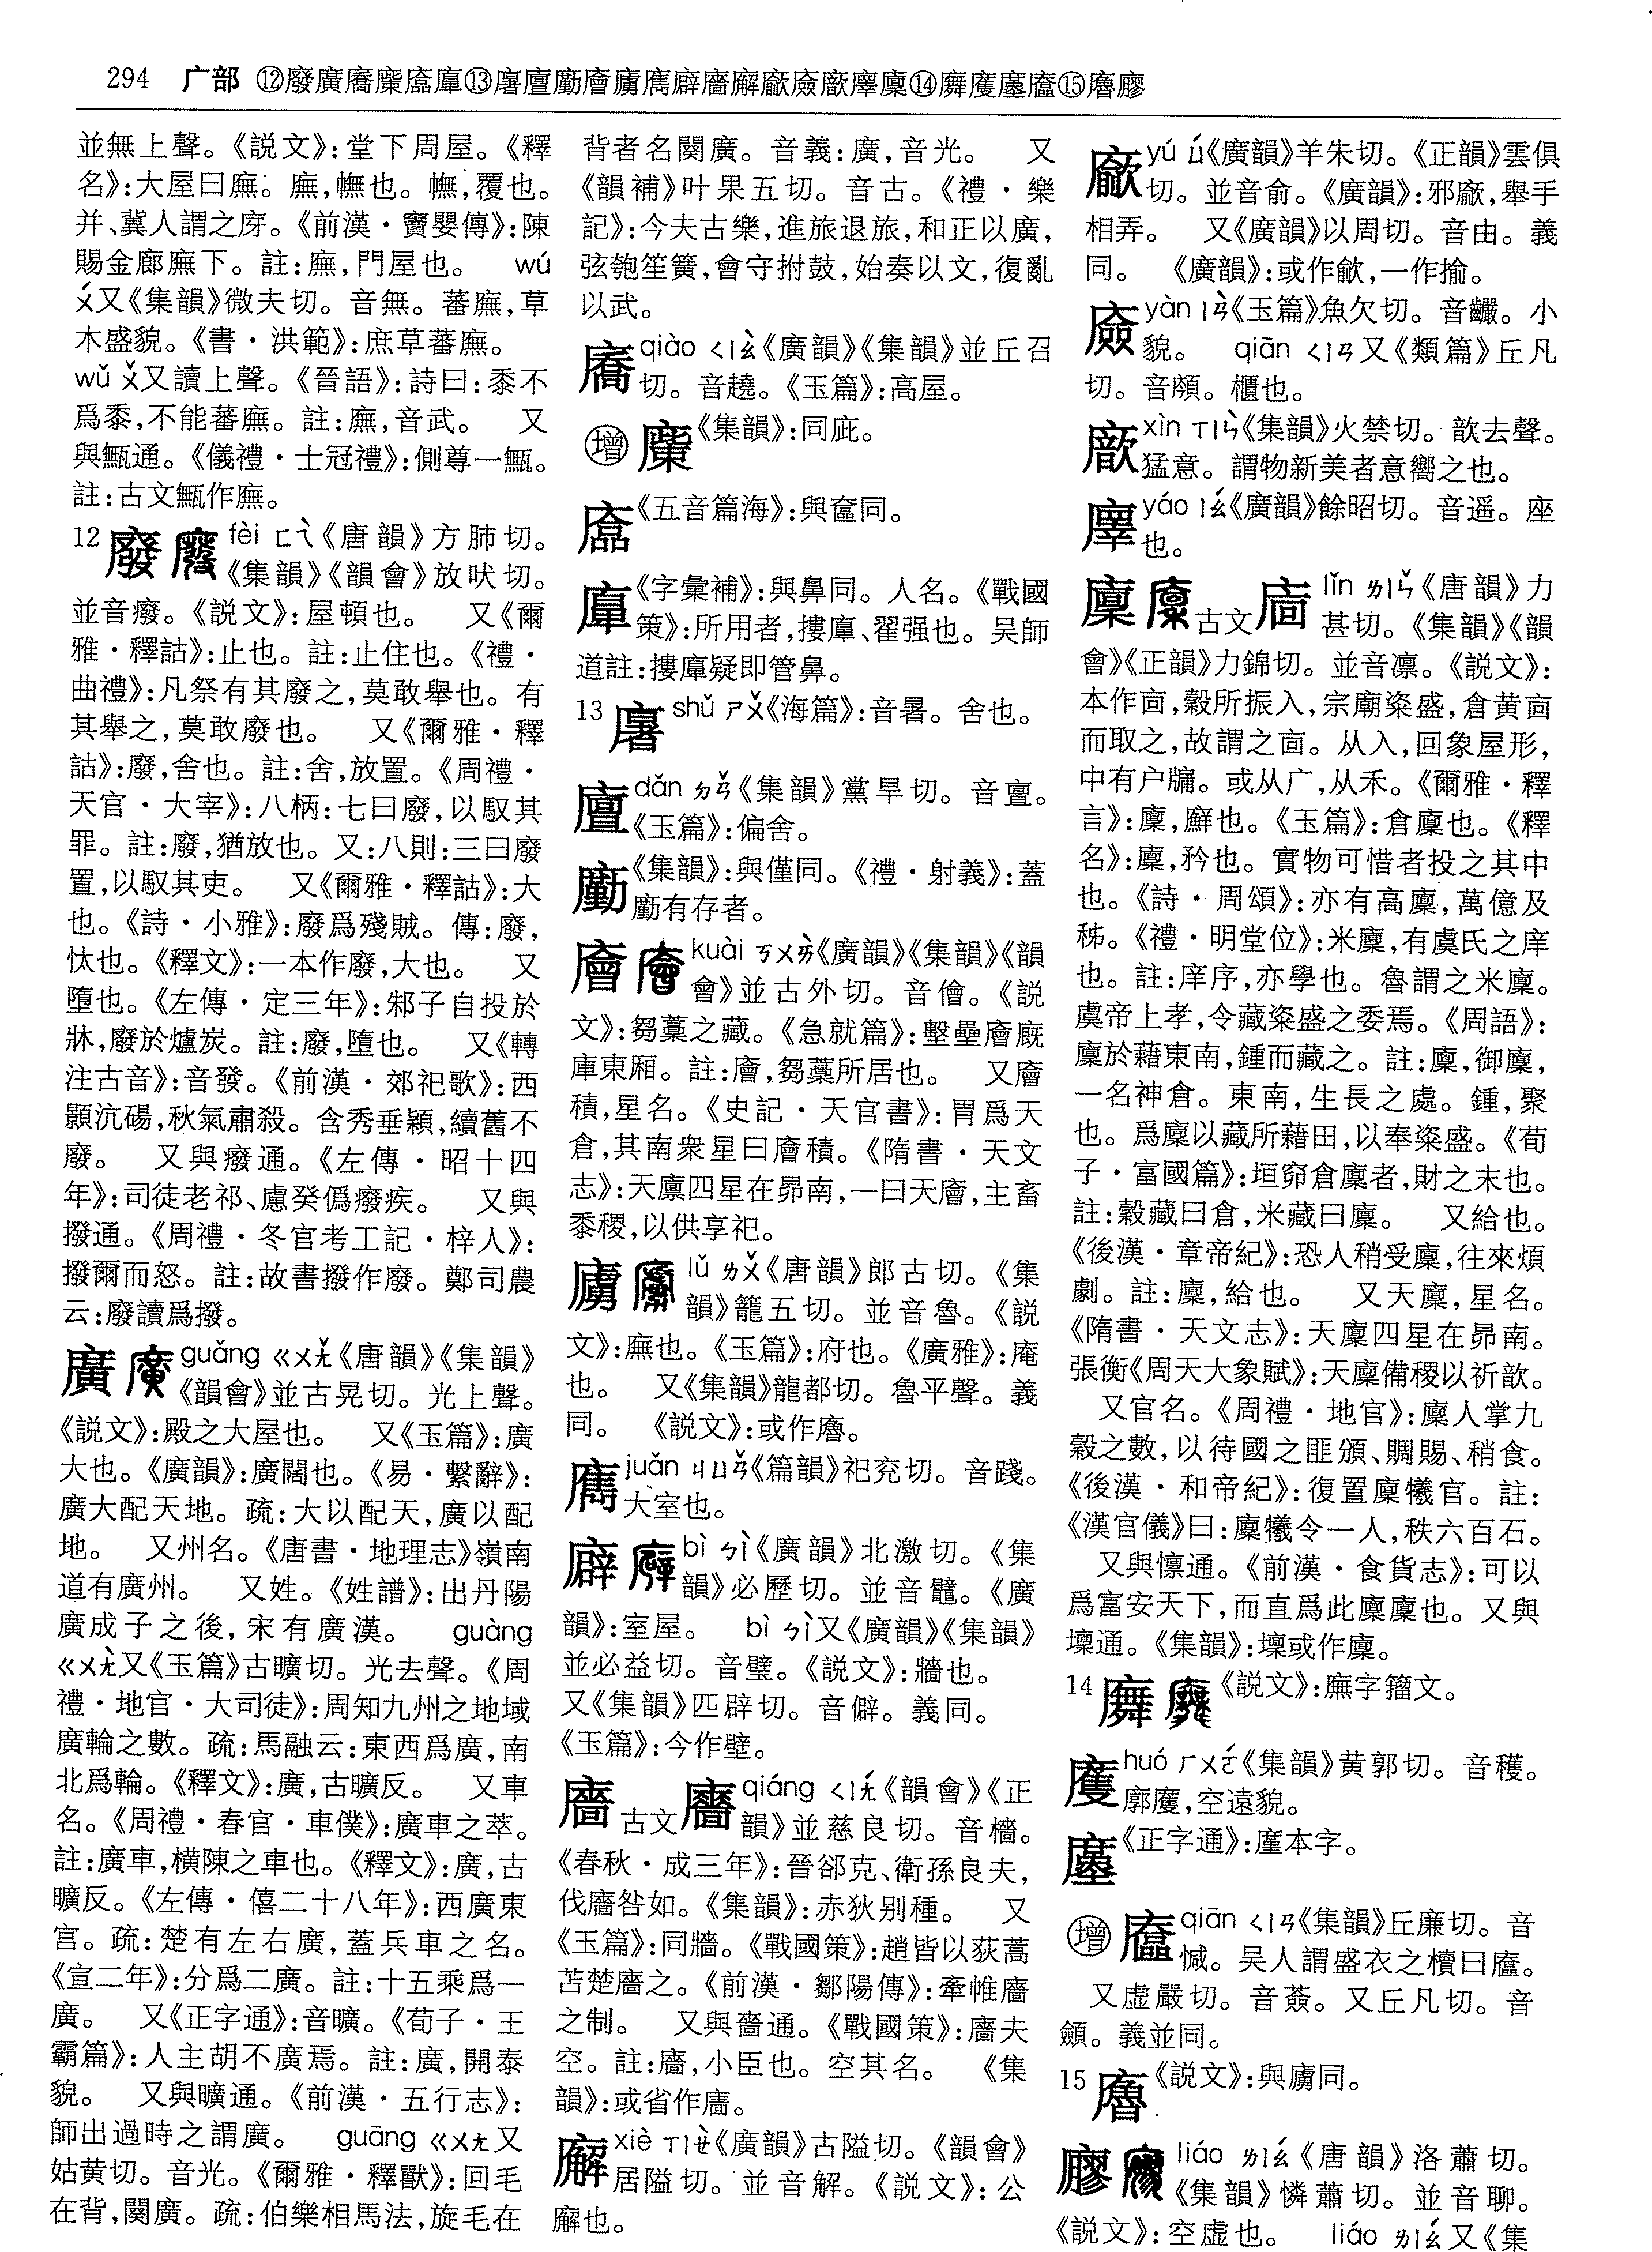 294 广部 ⑫廢廣廥㕓⑬⑭⑮
並無上聲。《説文》:堂下周屋。《釋
名》:大屋曰廡。廡,幠也。幠,覆也。
并、冀人謂之庌。《前漢·竇嬰傳》:陳
賜金廊廡下。註:廡,門屋也。 wú
ㄨˊ又《集韻》微夫切。音無。蕃廡,草
木盛貌。《書·洪範》:庶草蕃廡。
wǔ ㄨˇ又讀上聲。《晉語》:詩曰:黍不
爲黍,不能蕃廡。註:廡,音武。 又
與甒通。《儀禮·士冠禮》:側尊一甒。
註:古文甒作廡。
12 廢 fèi ㄈㄟˋ《唐韻》方肺切。
《集韻》《韻會》放吠切。
並音癈。《説文》:屋頓也。 又《爾
雅·釋詁》:止也。註:止住也。《禮·
曲禮》:凡祭有其廢之,莫敢舉也。有
其舉之,莫敢廢也。 又《爾雅·釋
詁》:廢,舍也。註:舍,放置。《周禮·
天官·大宰》:八柄:七曰廢,以馭其
罪。註:廢,猶放也。又:八則:三曰廢
置,以馭其吏。 又《爾雅·釋詁》:大
也。《詩·小雅》:廢爲殘賊。傳:廢,
忕也。《釋文》:一本作廢,大也。 又
墮也。《左傳·定三年》:邾子自投於
牀,廢於爐炭。註:廢,墮也。 又《轉
注古音》:音發。《前漢·郊祀歌》:西
顥沆碭,秋氣肅殺。含秀垂穎,續舊不
廢。 又與癈通。《左傳·昭十四
年》:司徒老祁、慮癸僞癈疾。 又與
撥通。《周禮·冬官考工記·梓人》:
撥爾而怒。註:故書撥作廢。鄭司農
云:廢讀爲撥。
廣 guǎng ㄍㄨㄤˇ《唐韻》《集韻》
《韻會》並古晃切。光上聲。
《説文》:殿之大屋也。 又《玉篇》:廣
大也。《廣韻》:廣闊也。《易·繫辭》:
廣大配天地。疏:大以配天,廣以配
地。 又州名。《唐書·地理志》嶺南
道有廣州。 又姓。《姓譜》:出丹陽
廣成子之後,宋有廣漢。 guàng
ㄍㄨㄤˋ又《玉篇》古曠切。光去聲。《周
禮·地官·大司徒》:周知九州之地域
廣輪之數。疏:馬融云:東西爲廣,南
北爲輪。《釋文》:廣,古曠反。 又車
名。《周禮·春官·車僕》:廣車之萃。
註:廣車,橫陳之車也。《釋文》:廣,古
曠反。《左傳·僖二十八年》:西廣東
宮。疏:楚有左右廣,蓋兵車之名。
《宣二年》:分爲二廣。註:十五乘爲一
廣。 又《正字通》:音曠。《荀子·王
霸篇》:人主胡不廣焉。註:廣,開泰
貌。 又與曠通。《前漢·五行志》:
師出過時之謂廣。 guāng ㄍㄨㄤ又
姑黄切。音光。《爾雅·釋獸》:回毛
在背,闋廣。疏:伯樂相馬法,旋毛在
背者名闋廣。音義:廣,音光。 又
《韻補》叶果五切。音古。《禮·樂
記》:今夫古樂,進旅退旅,和正以廣,
弦匏笙簧,會守拊鼓,始奏以文,復亂
以武。
qiào ㄑㄧㄠˋ《廣韻》《集韻》並丘召
切。音趬。《玉篇》:高屋。
增 《集韻》:同庇。
《五音篇海》:與奩同。
《字彙補》:與鼻同。人名。《戰國
策》:所用者,摟㢙、翟强也。吴師
道註:摟㢙疑即管鼻。
13 shǔ ㄕㄨˇ《海篇》:音暑。舍也。
dǎn ㄉㄢˇ《集韻》黨旱切。音亶。
《玉篇》:偏舍。
廑力 《集韻》:與僅同。《禮·射義》:蓋
有存者。
廥 kuài ㄎㄨㄞˋ《廣韻》《集韻》《韻
會》並古外切。音儈。《説
文》:芻藁之藏。《急就篇》:墼壘廥廄
庫東厢。註:廥,芻藁所居也。 又廥
積,星名。《史記·天官書》:胃爲天
倉,其南衆星曰廥積。《隋書·天文
志》:天廪四星在昴南,一曰天廥,主畜
黍稷,以供享祀。
廘 lǔ ㄌㄨˇ《唐韻》郎古切。《集
韻》籠五切。並音魯。《説
文》:廡也。《玉篇》:府也。《廣雅》:庵
也。 又《集韻》龍都切。魯平聲。義
同。 《説文》:或作㢚。
juǎn ㄐㄩㄢˇ《篇韻》祀兖切。音踐。
大室也。
廦 bì ㄅㄧˋ《廣韻》北激切。《集
韻》必歷切。並音鼊。《廣
韻》:室屋。 bì ㄅㄧˋ又《廣韻》《集韻》
並必益切。音璧。《説文》:牆也。
又《集韻》匹辟切。音僻。義同。
《玉篇》:今作壁。
廧 古文 qiáng ㄑㄧㄤˊ《韻會》《正
韻》並慈良切。音檣。
《春秋·成三年》:晉郤克、衛孫良夫,
伐廧咎如。《集韻》:赤狄别種。 又
《玉篇》:同牆。《戰國策》:趙皆以荻蒿
苫楚廧之。《前漢·鄒陽傳》:牽帷廧
之制。 又與嗇通。《戰國策》:廧夫
空。註:廧,小臣也。空其名。 《集
韻》:或省作廧。
廨 xiè ㄒㄧㄝˋ《廣韻》古隘切。《韻會》
居隘切。並音解。《説文》:公
廨也。
yú ㄩˊ《廣韻》羊朱切。《正韻》雲俱
切。並音俞。《廣韻》:邪廞,舉手
相弄。 又《廣韻》以周切。音由。義
同。 《廣韻》:或作歈,一作揄。
yàn ㄧㄢˋ《玉篇》魚欠切。音釅。小
貌。 qiān ㄑㄧㄢ又《類篇》丘凡
切。音頗。櫃也。
xìn ㄒㄧㄣˋ《集韻》火禁切。歆去聲。
猛意。謂物新美者意嚮之也。
yáo ㄧㄠˊ《廣韻》餘昭切。音遥。座
也。
廩 古文 㐭 lǐn ㄌㄧㄣˇ《唐韻》力
甚切。《集韻》《韻
會》《正韻》力錦切。並音凛。《説文》:
本作㐭,穀所振入,宗廟粢盛,倉黄㐭
而取之,故謂之㐭。从入,回象屋形,
中有户牖。或从广,从禾。《爾雅·釋
言》:廩,廯也。《玉篇》:倉廩也。《釋
名》:廩,矜也。實物可惜者投之其中
也。《詩·周頌》:亦有高廩,萬億及
秭。《禮·明堂位》:米廩,有虞氏之庠
也。註:庠序,亦學也。魯謂之米廩。
虞帝上孝,令藏粢盛之委焉。《周語》:
廩於藉東南,鍾而藏之。註:廩,御廩,
一名神倉。東南,生長之處。鍾,聚
也。爲廩以藏所藉田,以奉粢盛。《荀
子·富國篇》:垣窌倉廩者,財之末也。
註:穀藏曰倉,米藏曰廩。 又給也。
《後漢·章帝紀》:恐人稍受廩,往來煩
劇。註:廩,給也。 又天廩,星名。
《隋書·天文志》:天廩四星在昴南。
張衡《周天大象賦》:天廩備稷以祈歆。
又官名。《周禮·地官》:廩人掌九
穀之數,以待國之匪頒、賙賜、稍食。
《後漢·和帝紀》:復置廩犧官。註:
《漢官儀》曰:廩犧令一人,秩六百石。
又與懔通。《前漢·食貨志》:可以
爲富安天下,而直爲此廩廩也。又與
壈通。《集韻》:壈或作廩。
14 《説文》:廡字籀文。
huó ㄏㄨㄛˊ《集韻》黄郭切。音穫。
廓㢕,空遠貌。
《正字通》:廑本字。
增 qiān ㄑㄧㄢ《集韻》丘廉切。音
㦏。吴人謂盛衣之櫝曰㢛。
又虚嚴切。音薟。又丘凡切。音
顩。義並同。
15 《説文》:與廘同。
廫 liáo ㄌㄧㄠˊ《唐韻》洛蕭切。
《集韻》憐蕭切。並音聊。
《説文》:空虚也。 liáo ㄌㄧㄠˊ又《集